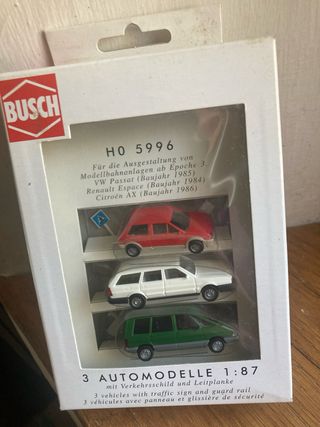 BUSCH
H0 5996
Für die Ausgestaltung von
Modellbahnanlagen ab Epoche 3.
VW Passat (Baujahr 1985)
Renault Espace (Baujahr 1984)
Citroën AX (Baujahr 1986)
3 AUTOMODELLE 1:87
mit Verkehrsschild und Leitplanke
3 vehicles with traffic sign and guard rail
3 véhicules avec panneau et glissière de sécurité